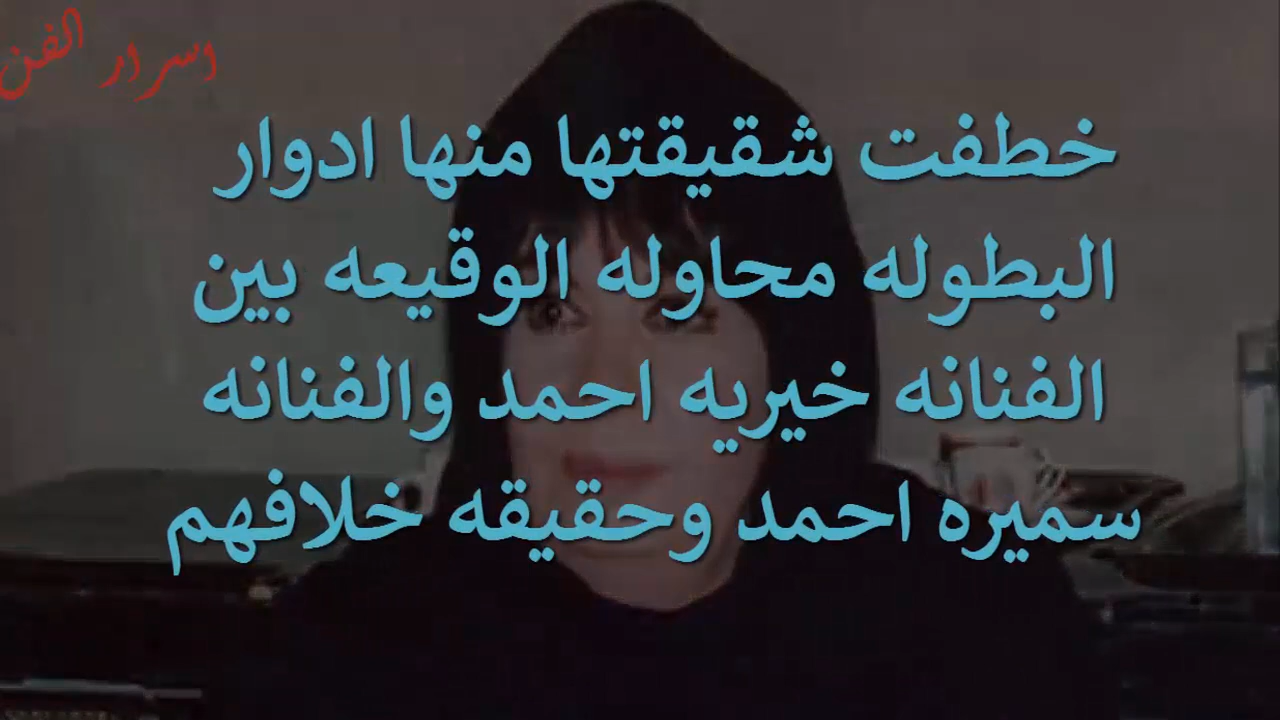 اسرار الفن
خطفت شقيقتها منها ادوار
البطوله محاوله الوقيعه بين
الفنانه خيريه احمد والفنانه
سميره احمد وحقيقه خلافهم